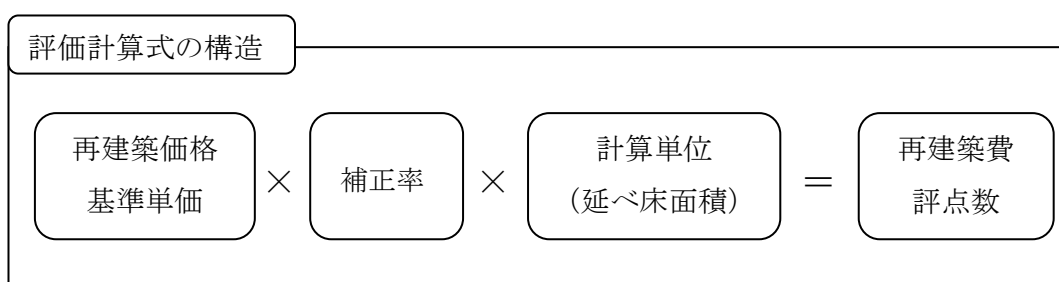 評価計算式の構造
再建築価格
基準単価
×
補正率
×
計算単位
(延べ床面積)
＝
再建築費
評点数